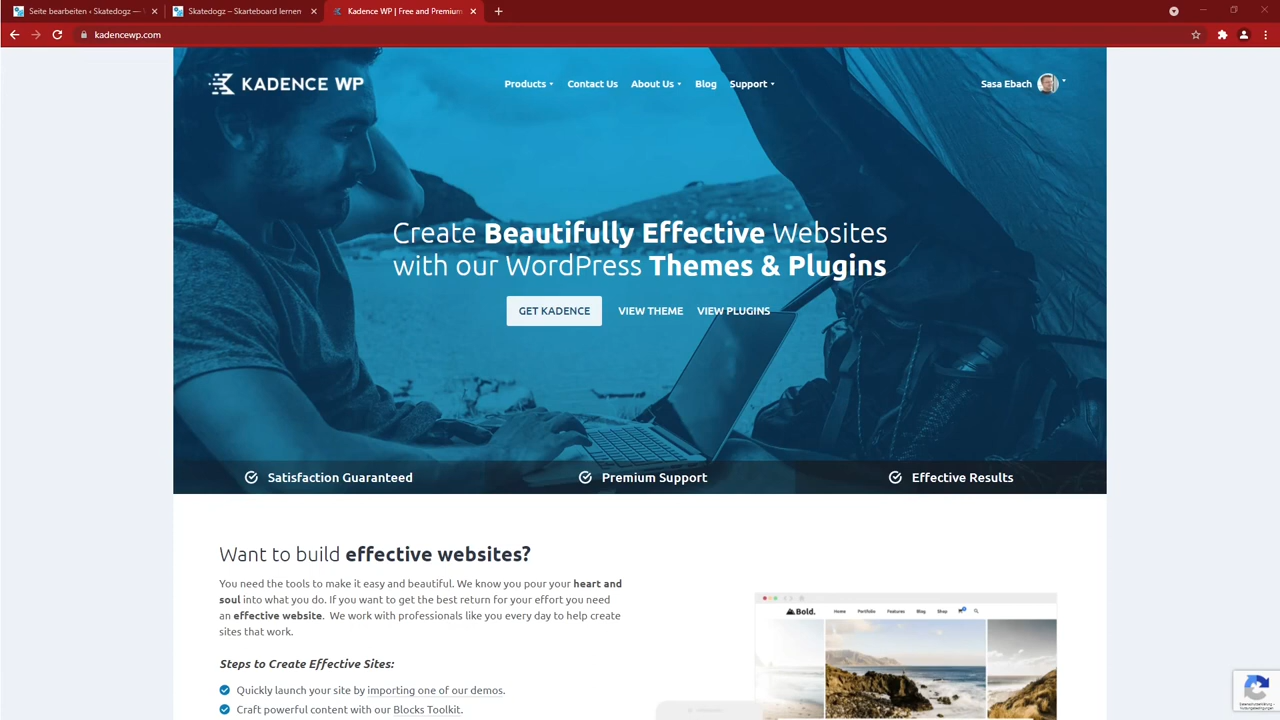 Seite bearbeiten ‹ Skatedogz —
Skatedogz – Skarteboard lernen
Kadence WP | Free and Premium
kadencewp.com
KADENCE WP
Products
Contact Us
About Us
Blog
Support
Sasa Ebach
Create Beautifully Effective Websites
with our WordPress Themes & Plugins
GET KADENCE
VIEW THEME
VIEW PLUGINS
Satisfaction Guaranteed
Premium Support
Effective Results
Want to build effective websites?
You need the tools to make it easy and beautiful. We know you pour your heart and
soul into what you do. If you want to get the best return for your effort you need
an effective website. We work with professionals like you every day to help create
sites that work.
Steps to Create Effective Sites:
Quickly launch your site by importing one of our demos.
Craft powerful content with our Blocks Toolkit.
Bold.
Home
Portfolio
Features
Blog
Shop